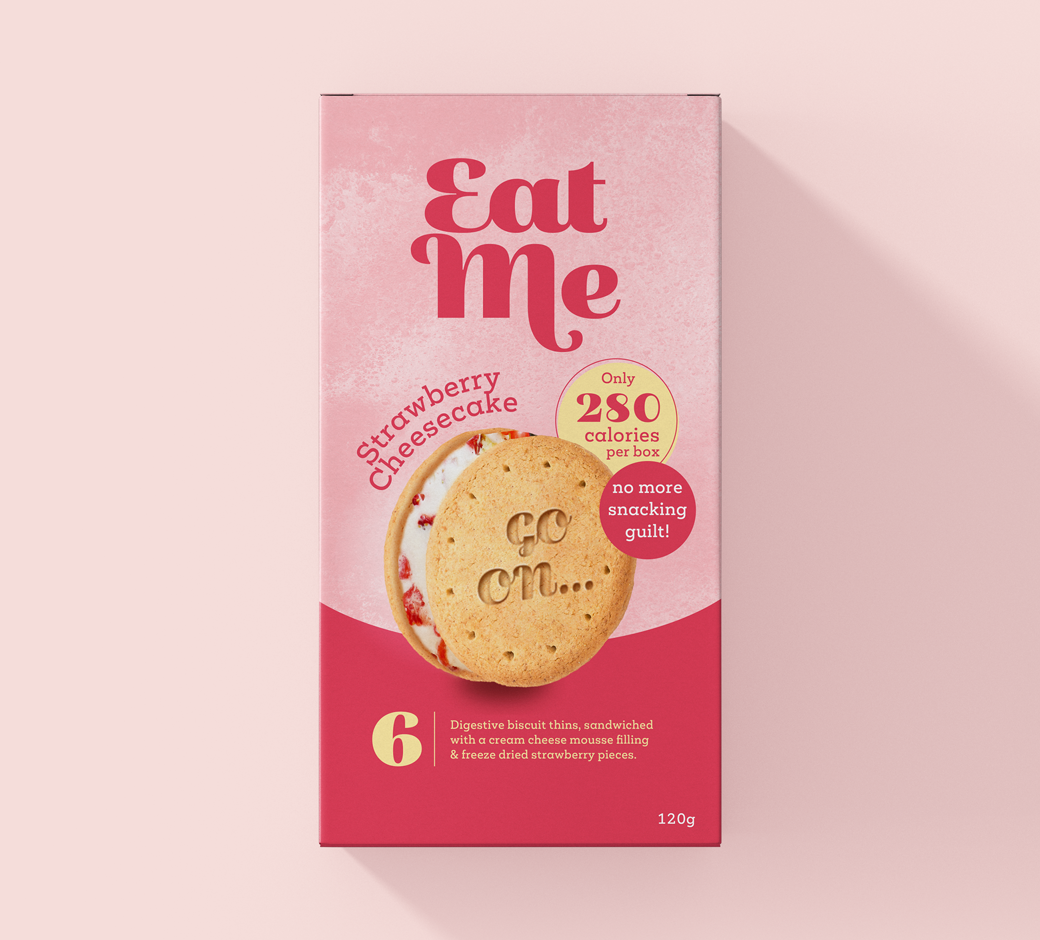 Eat
Me
Strawberry
Cheesecake
Only
280
calories
per box
no more
snacking
guilt!
GO
ON...
6
Digestive biscuit thins, sandwiched
with a cream cheese mousse filling
& freeze dried strawberry pieces.
120g